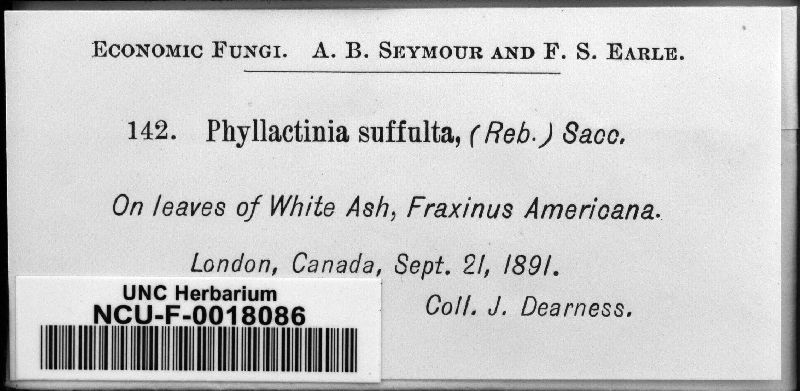 ECONOMIC FUNGI. A. B. SEYMOUR AND F. S. EARLE.
142. Phyllactinia suffulta, (Reb.) Sacc.
On leaves of White Ash, Fraxinus Americana.
London, Canada, Sept. 21, 1891.
Coll. J. Dearness.
UNC Herbarium
NCU-F-0018086